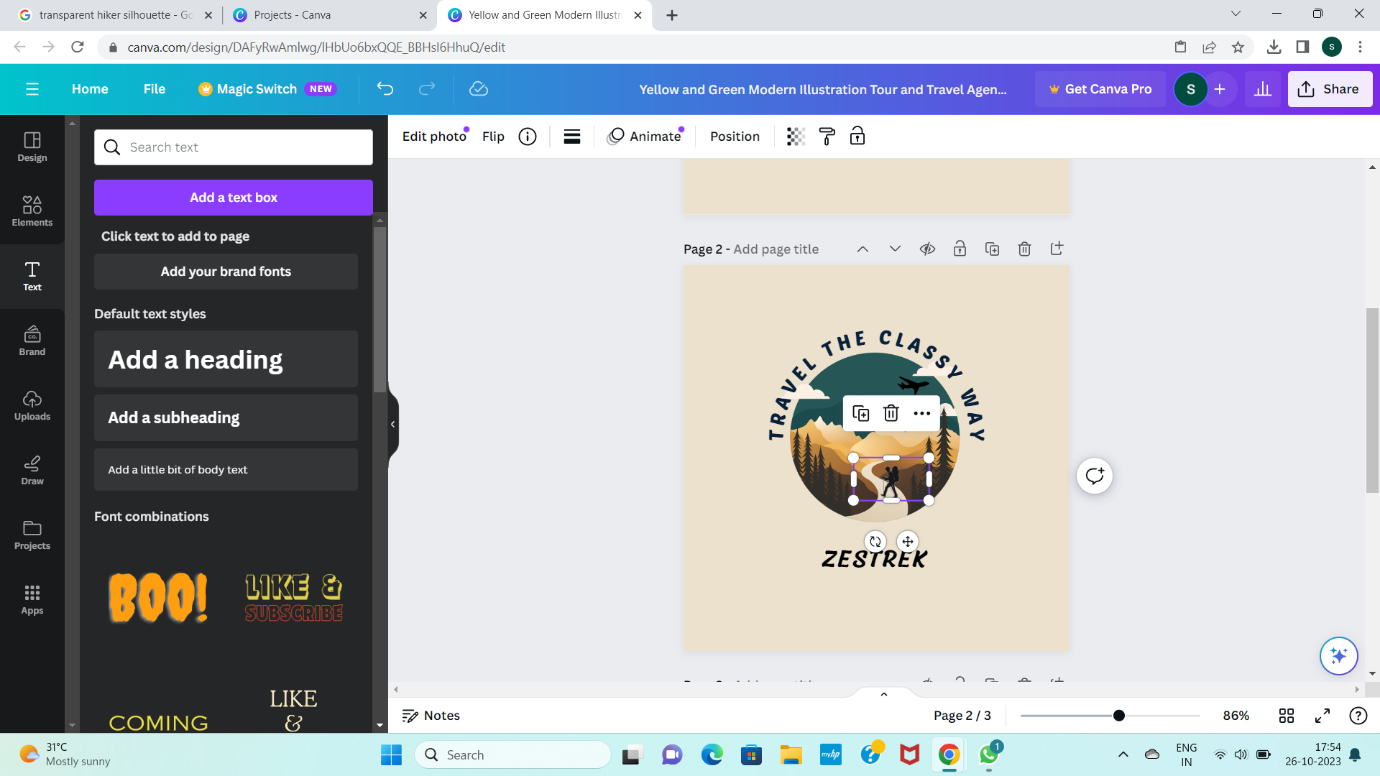 transparent hiker silhouette - Go
Projects - Canva
Yellow and Green Modern Illustr
canva.com/design/DAFyRwAmlwg/lHbUo6bxQQE_BBHsl6HhuQ/edit
S
Home
File
Magic Switch
NEW
Yellow and Green Modern Illustration Tour and Travel Agen...
Get Canva Pro
S
Share
Edit photo
Flip
Animate
Position
Design
Elements
Text
Brand
CO.
Uploads
Draw
Projects
Apps
Search text
Add a text box
Click text to add to page
Add your brand fonts
Default text styles
Add a heading
Add a subheading
Add a little bit of body text
Font combinations
BOO!
LIKE &
SUBSCRIBE
COMING
LIKE
&
Page 2 - Add page title
TRAVEL THE CLASSY WAY
ZESTREK
Notes
Page 2 / 3
86%
31°C
Mostly sunny
Search
myhp
1
ENG
IN
17:54
26-10-2023